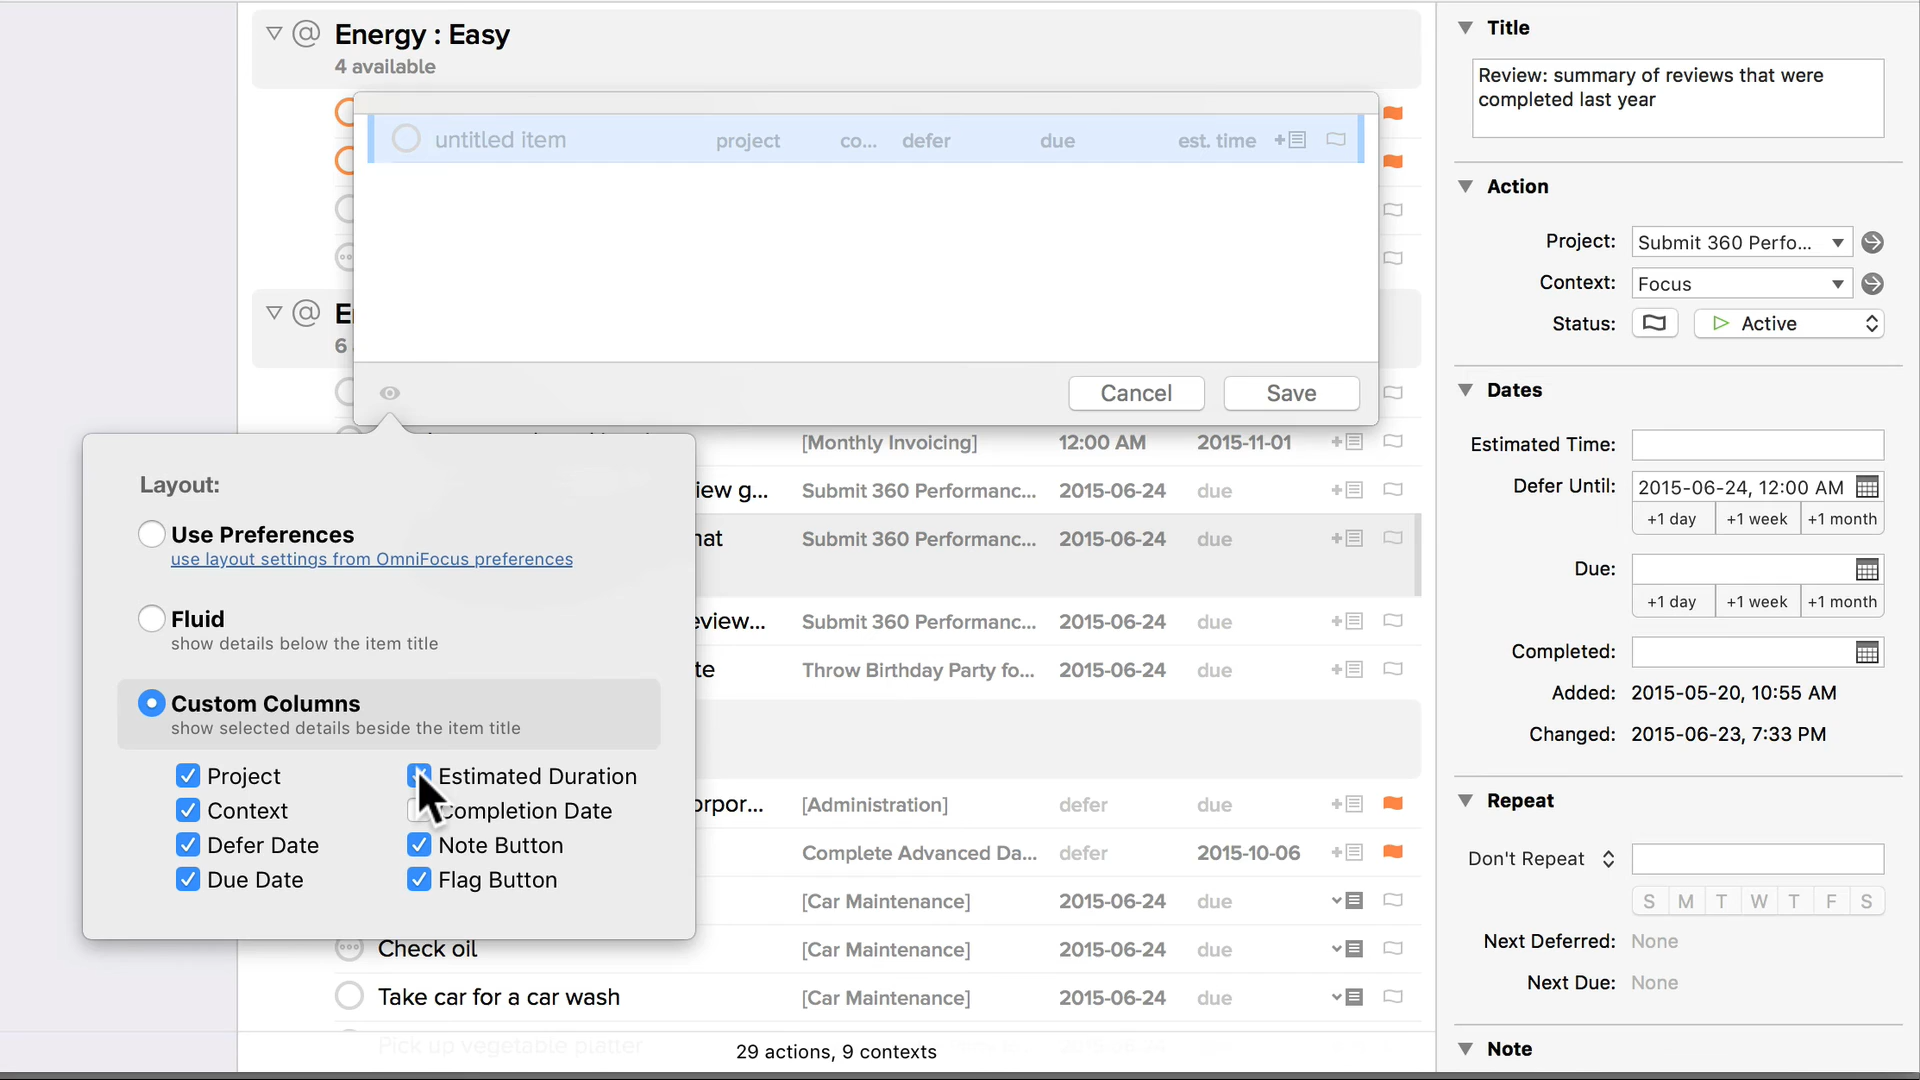 Energy : Easy
4 available
untitled item project co... defer due est. time
6
Cancel Save
[Monthly Invoicing] 12:00 AM 2015-11-01
iew g... Submit 360 Performanc... 2015-06-24 due
Submit 360 Performanc... 2015-06-24 due
eview... Submit 360 Performanc... 2015-06-24 due
te Throw Birthday Party fo... 2015-06-24 due
orpor... [Administration] defer due
Complete Advanced Da... defer 2015-10-06
[Car Maintenance] 2015-06-24 due
Check oil [Car Maintenance] 2015-06-24 due
Take car for a car wash [Car Maintenance] 2015-06-24 due
Pick up vegetable platter
29 actions, 9 contexts
Layout:
Use Preferences
use layout settings from OmniFocus preferences
Fluid
show details below the item title
Custom Columns
show selected details beside the item title
Project Estimated Duration
Context Completion Date
Defer Date Note Button
Due Date Flag Button
Title
Review: summary of reviews that were
completed last year
Action
Project: Submit 360 Perfo...
Context: Focus
Status: Active
Dates
Estimated Time:
Defer Until: 2015-06-24, 12:00 AM
+1 day +1 week +1 month
Due:
+1 day +1 week +1 month
Completed:
Added: 2015-05-20, 10:55 AM
Changed: 2015-06-23, 7:33 PM
Repeat
Don't Repeat
S M T W T F S
Next Deferred: None
Next Due: None
Note